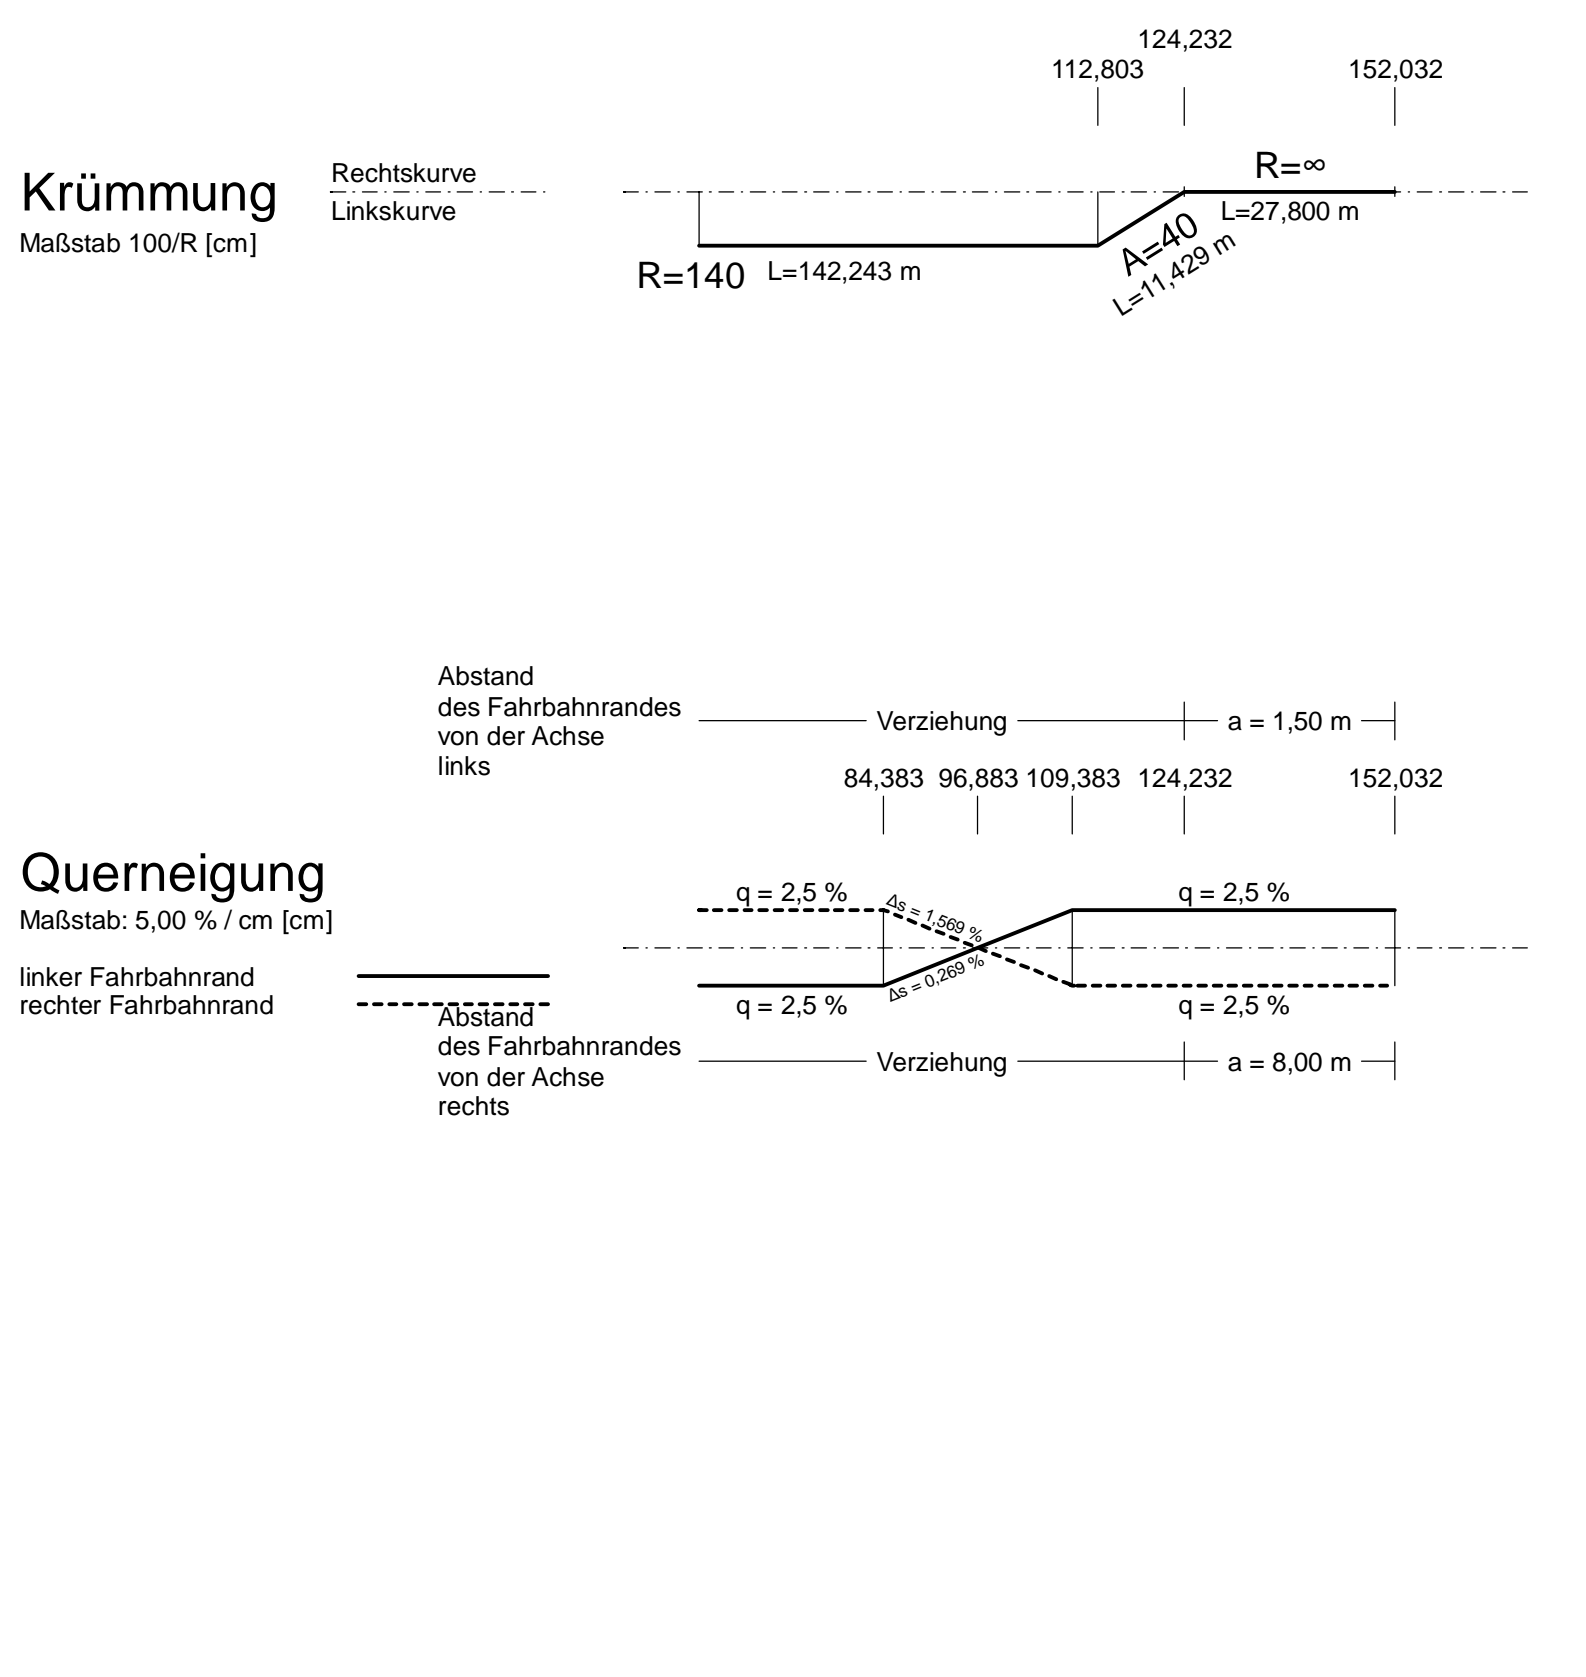 124,232
112,803
152,032
Krümmung
Maßstab 100/R [cm]
Rechtskurve
Linkskurve
R=∞
L=27,800 m
A=40
L=11,429 m
R=140
L=142,243 m
Abstand
des Fahrbahnrandes
von der Achse
links
Verziehung
a = 1,50 m
84,383
96,883
109,383
124,232
152,032
Querneigung
Maßstab: 5,00 % / cm [cm]
q = 2,5 %
Δs = 1,569 %
q = 2,5 %
linker Fahrbahnrand
rechter Fahrbahnrand
q = 2,5 %
Δs = 0,269 %
q = 2,5 %
Abstand
des Fahrbahnrandes
von der Achse
rechts
Verziehung
a = 8,00 m